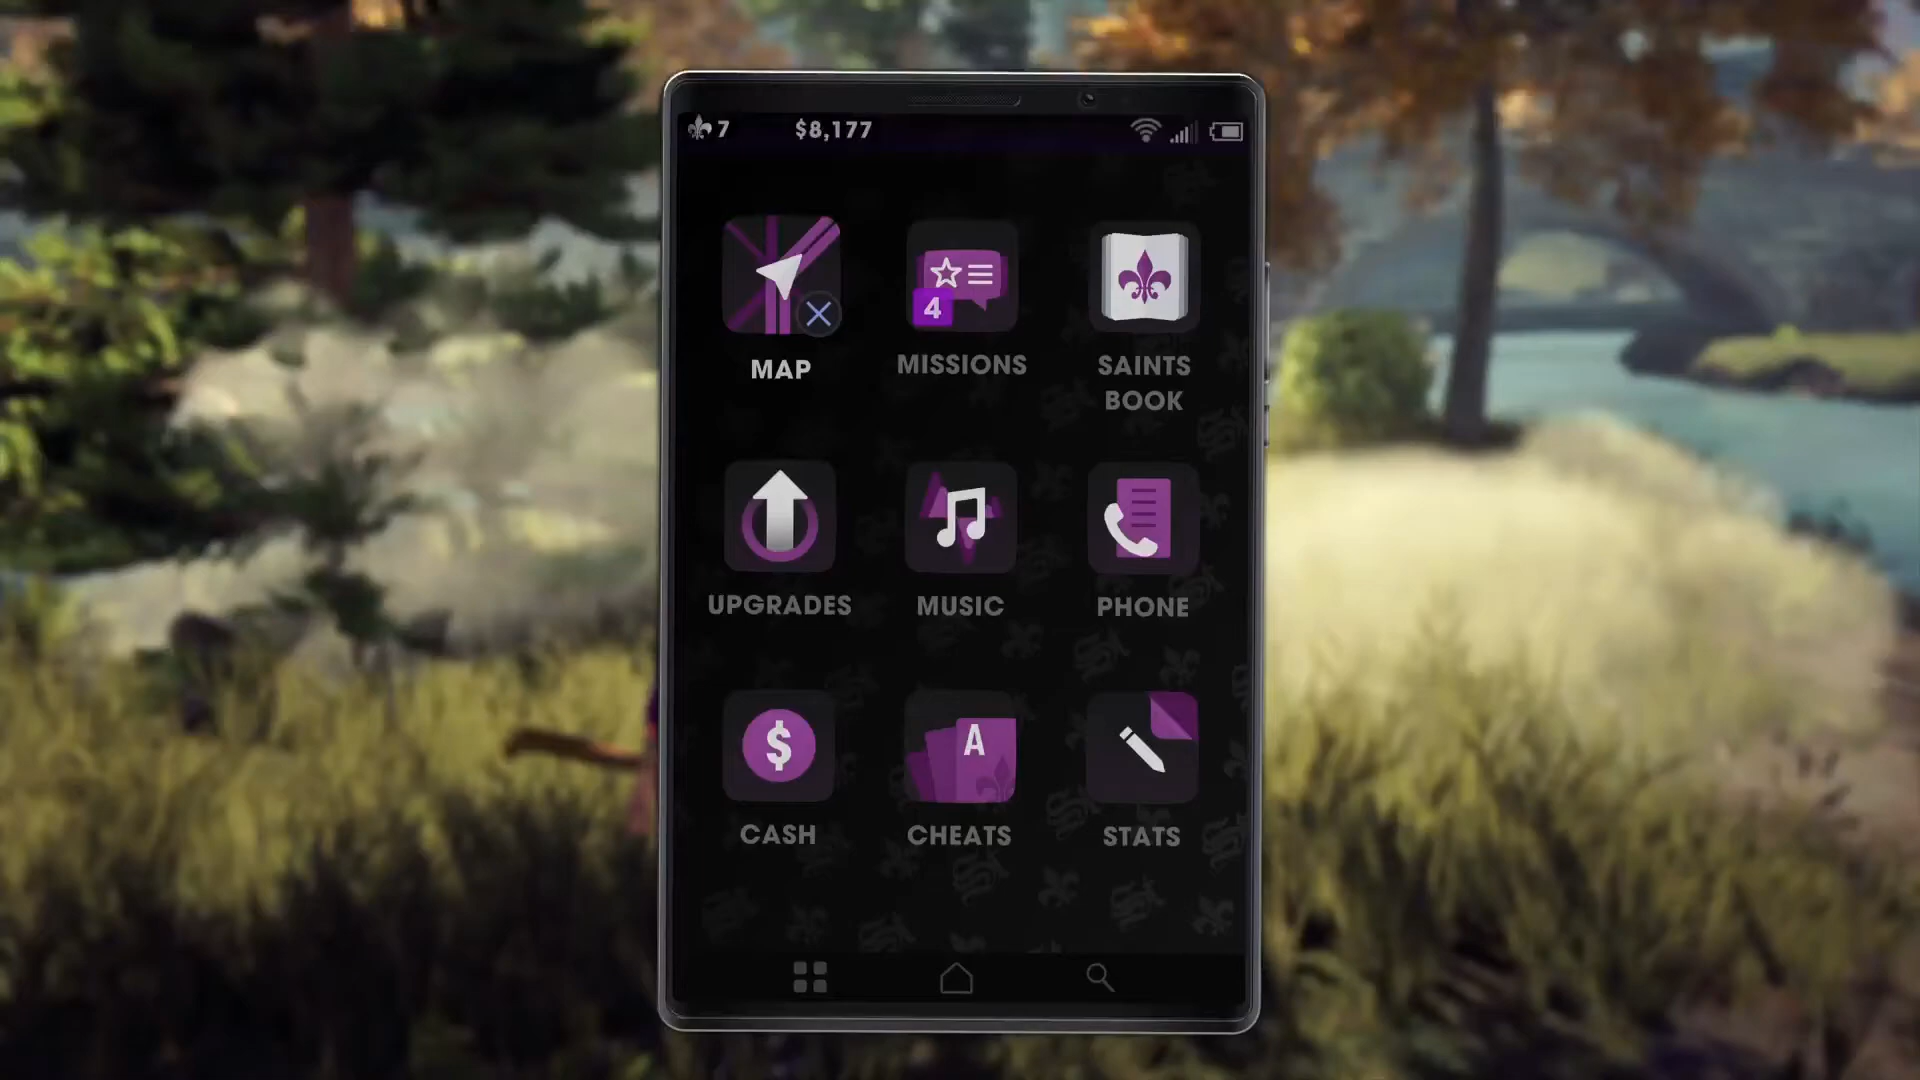 7 $8,177
MAP
4
MISSIONS
SAINTS
BOOK
UPGRADES
MUSIC
PHONE
$
CASH
A
CHEATS
STATS